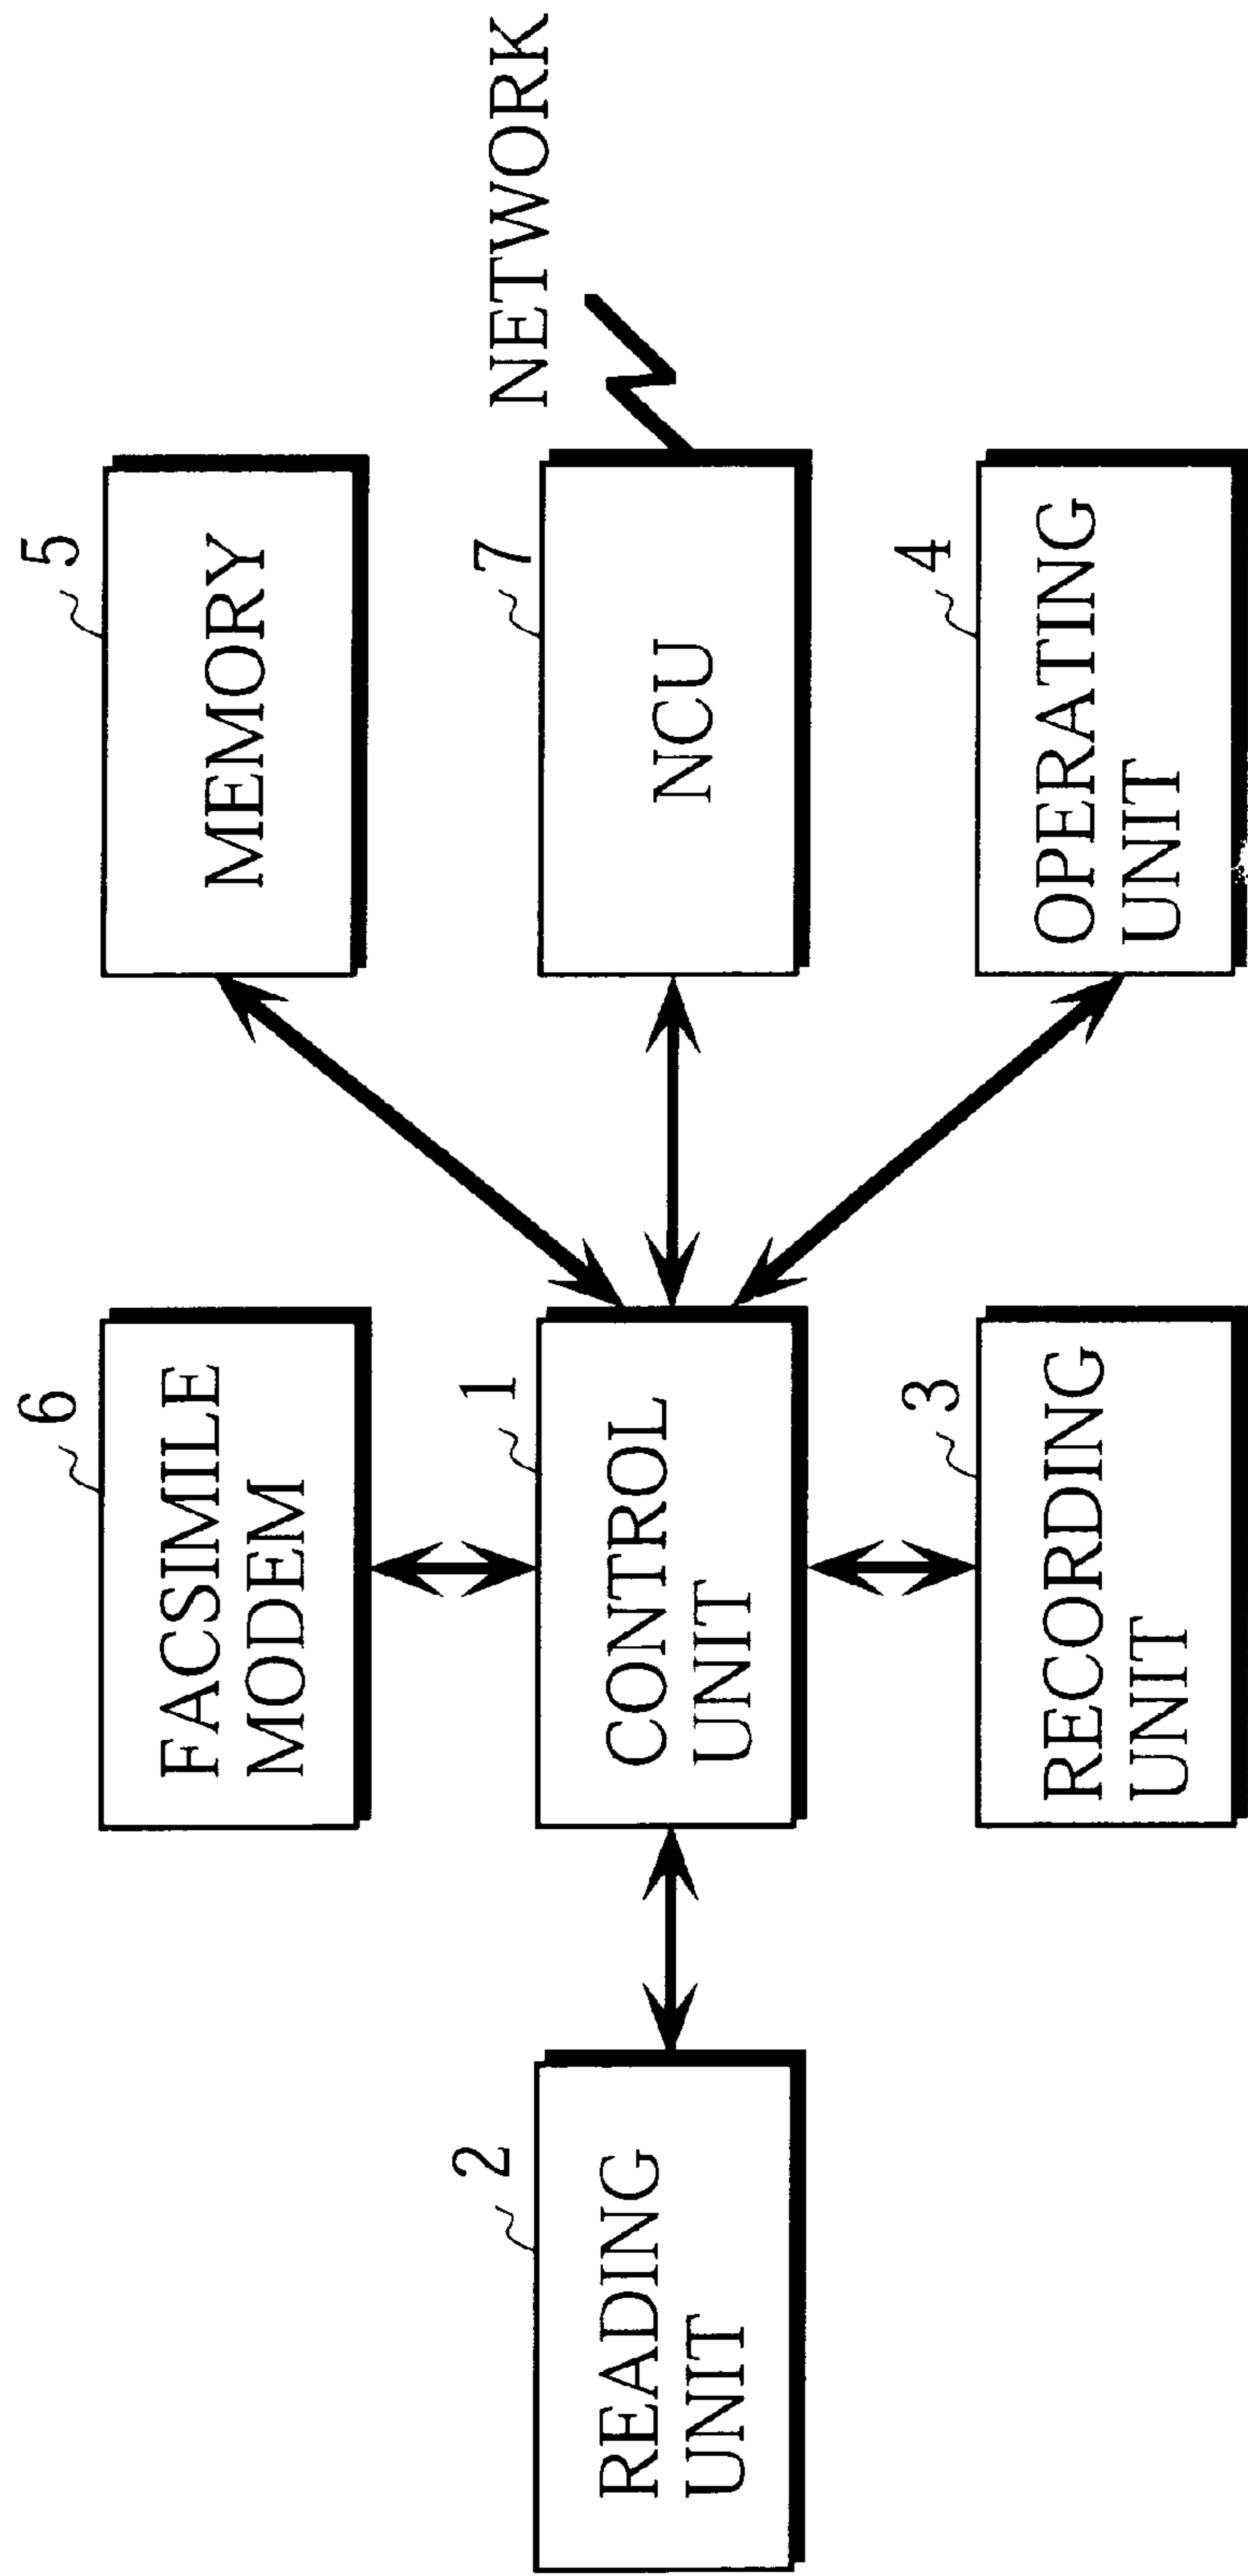 6
FACSIMILE
MODEM
5
MEMORY
2
READING
UNIT
1
CONTROL
UNIT
7
NCU
NETWORK
3
RECORDING
UNIT
4
OPERATING
UNIT